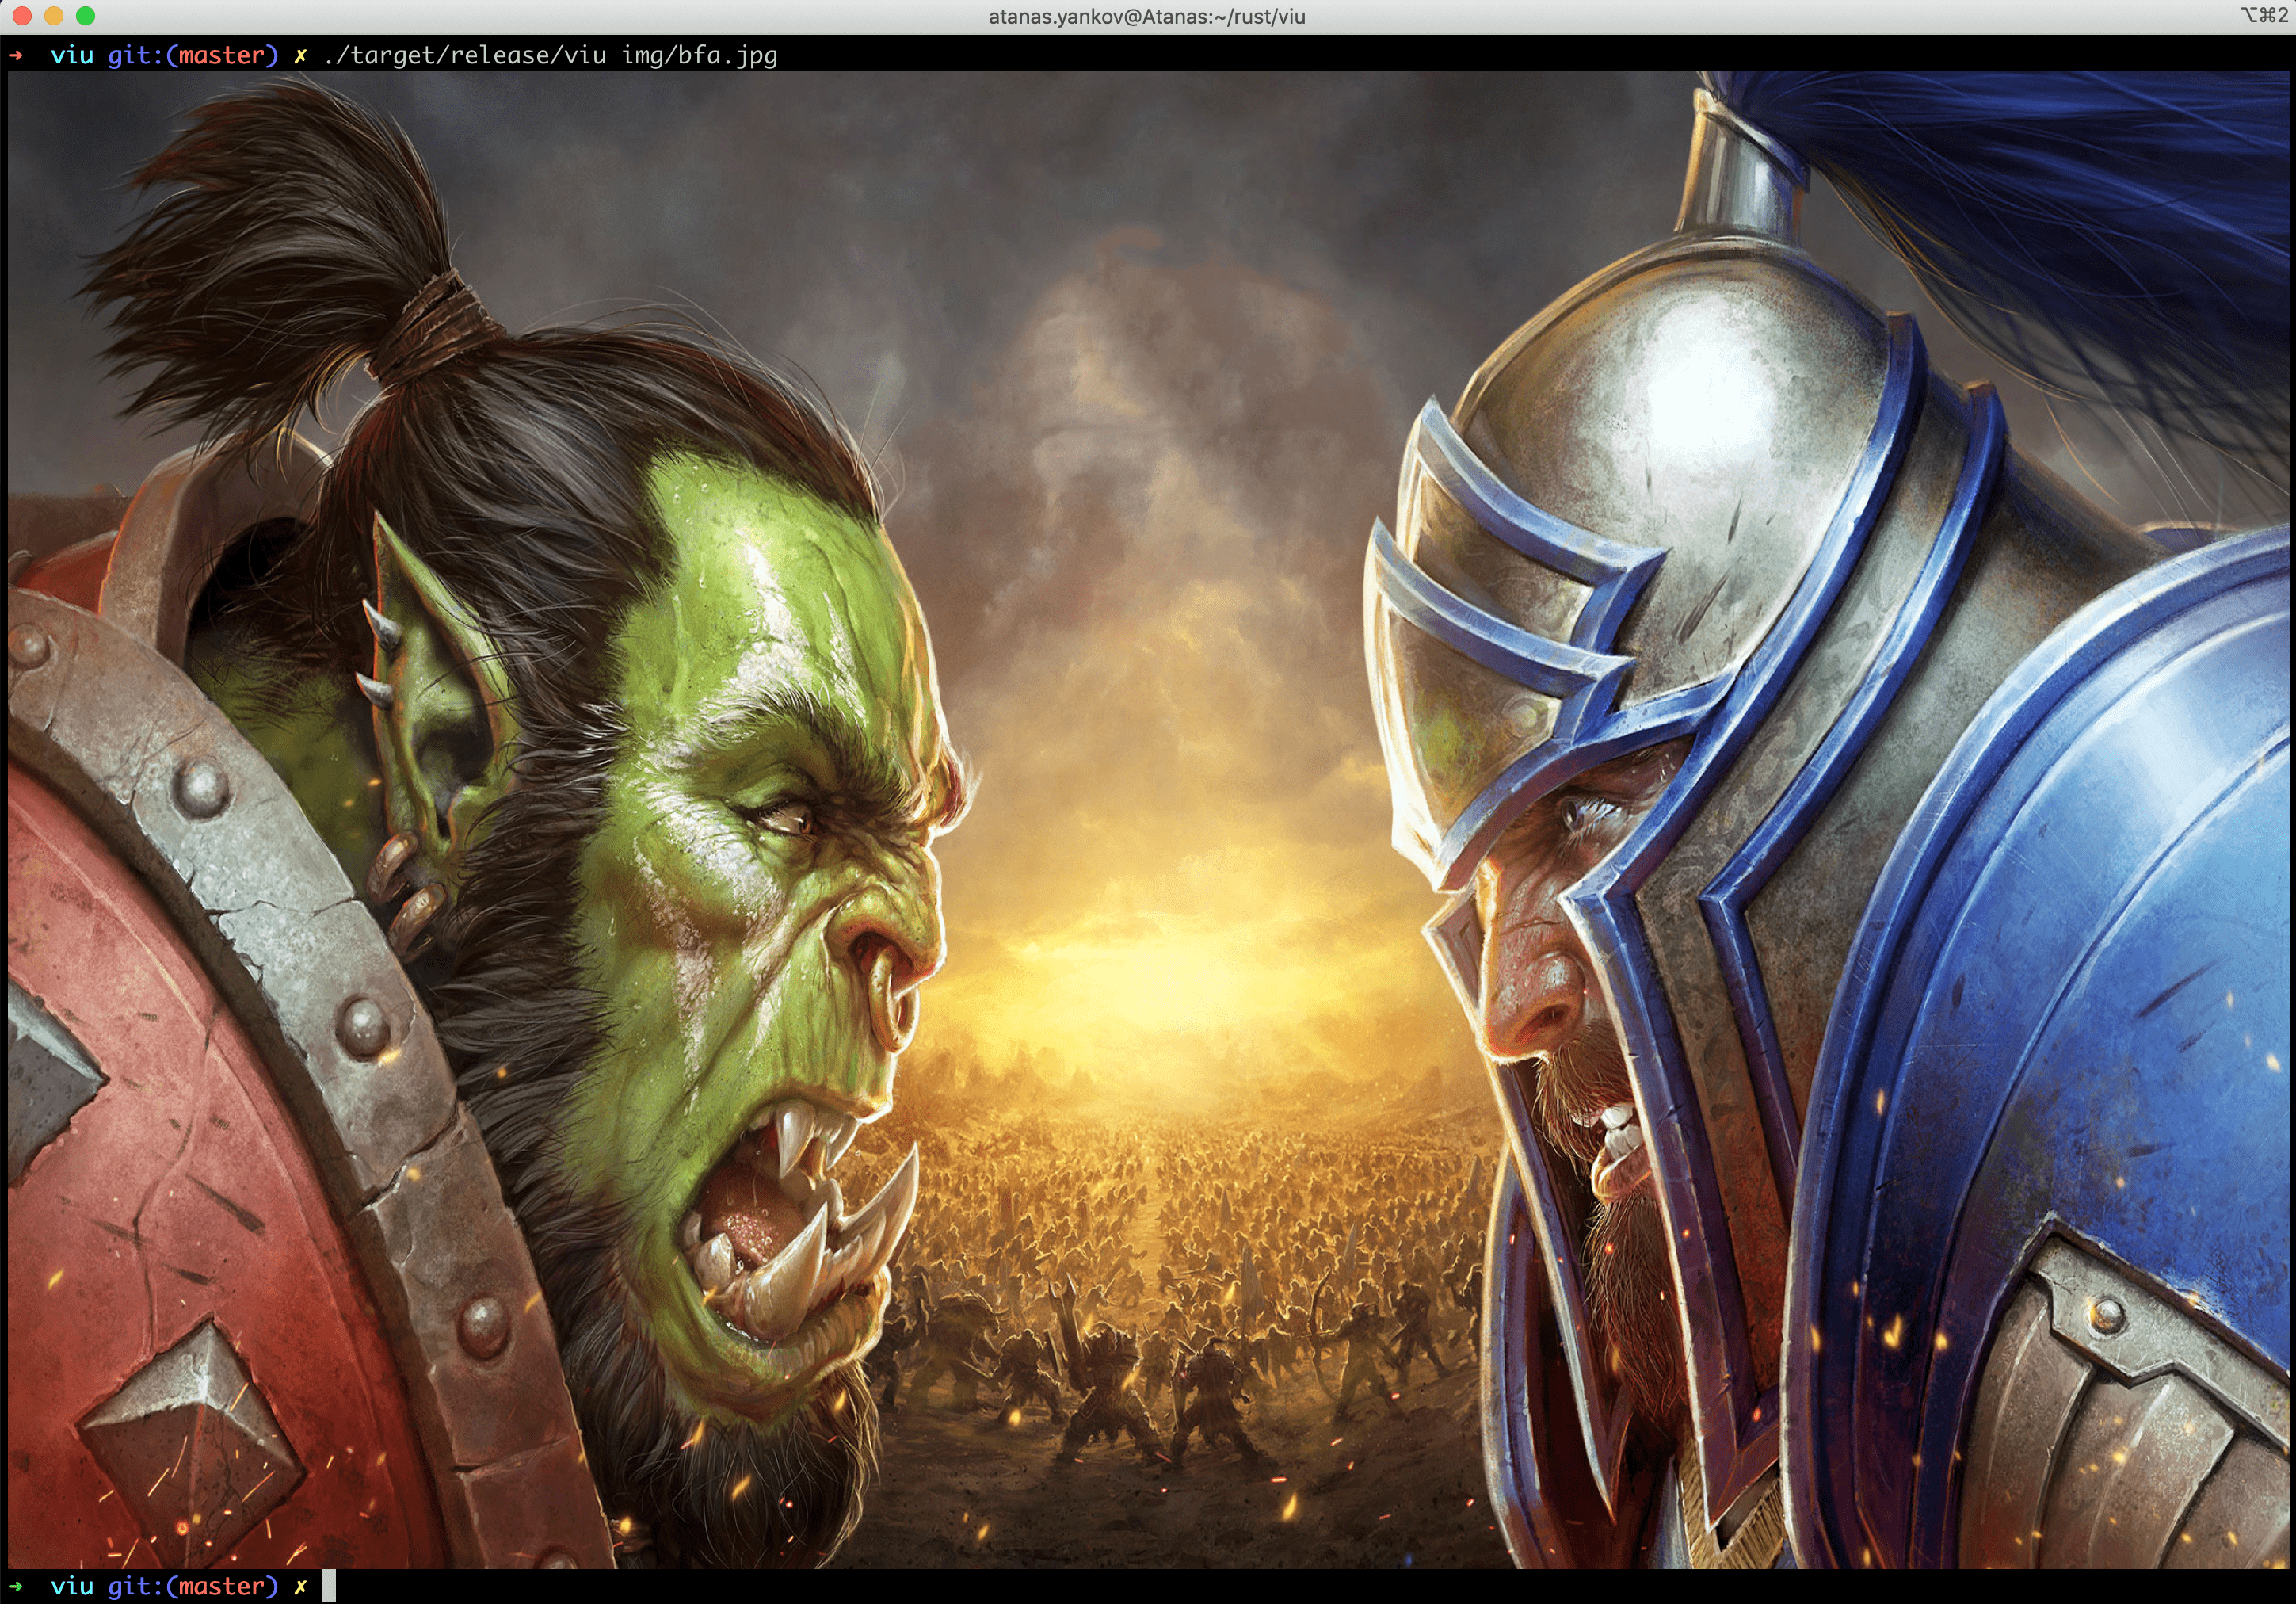 atanas.yankov@Atanas:~/rust/viu
⌥⌘2
➜ viu git:(master) ✗ ./target/release/viu img/bfa.jpg
➜ viu git:(master) ✗